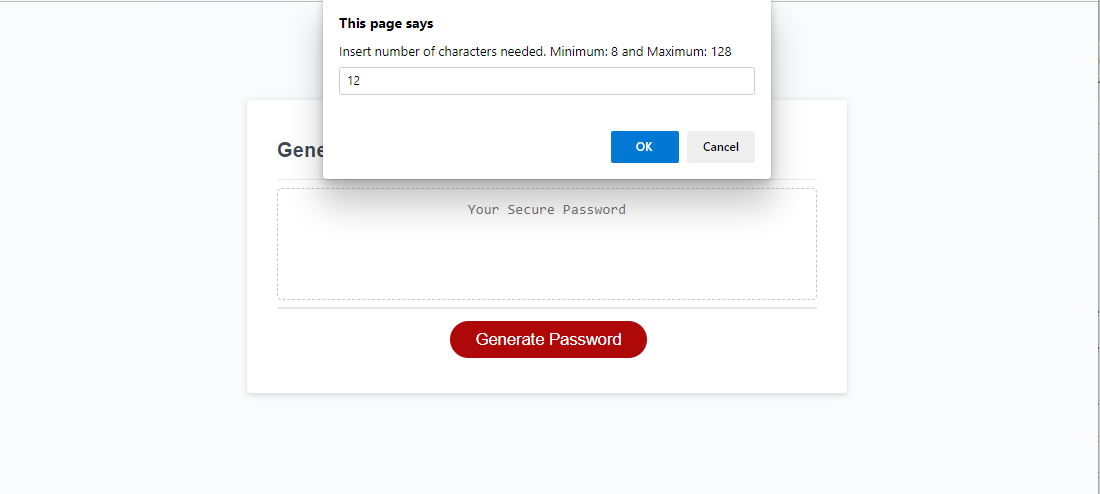 This page says
Insert number of characters needed. Minimum: 8 and Maximum: 128
12
OK
Cancel
Gene
Your Secure Password
Generate Password